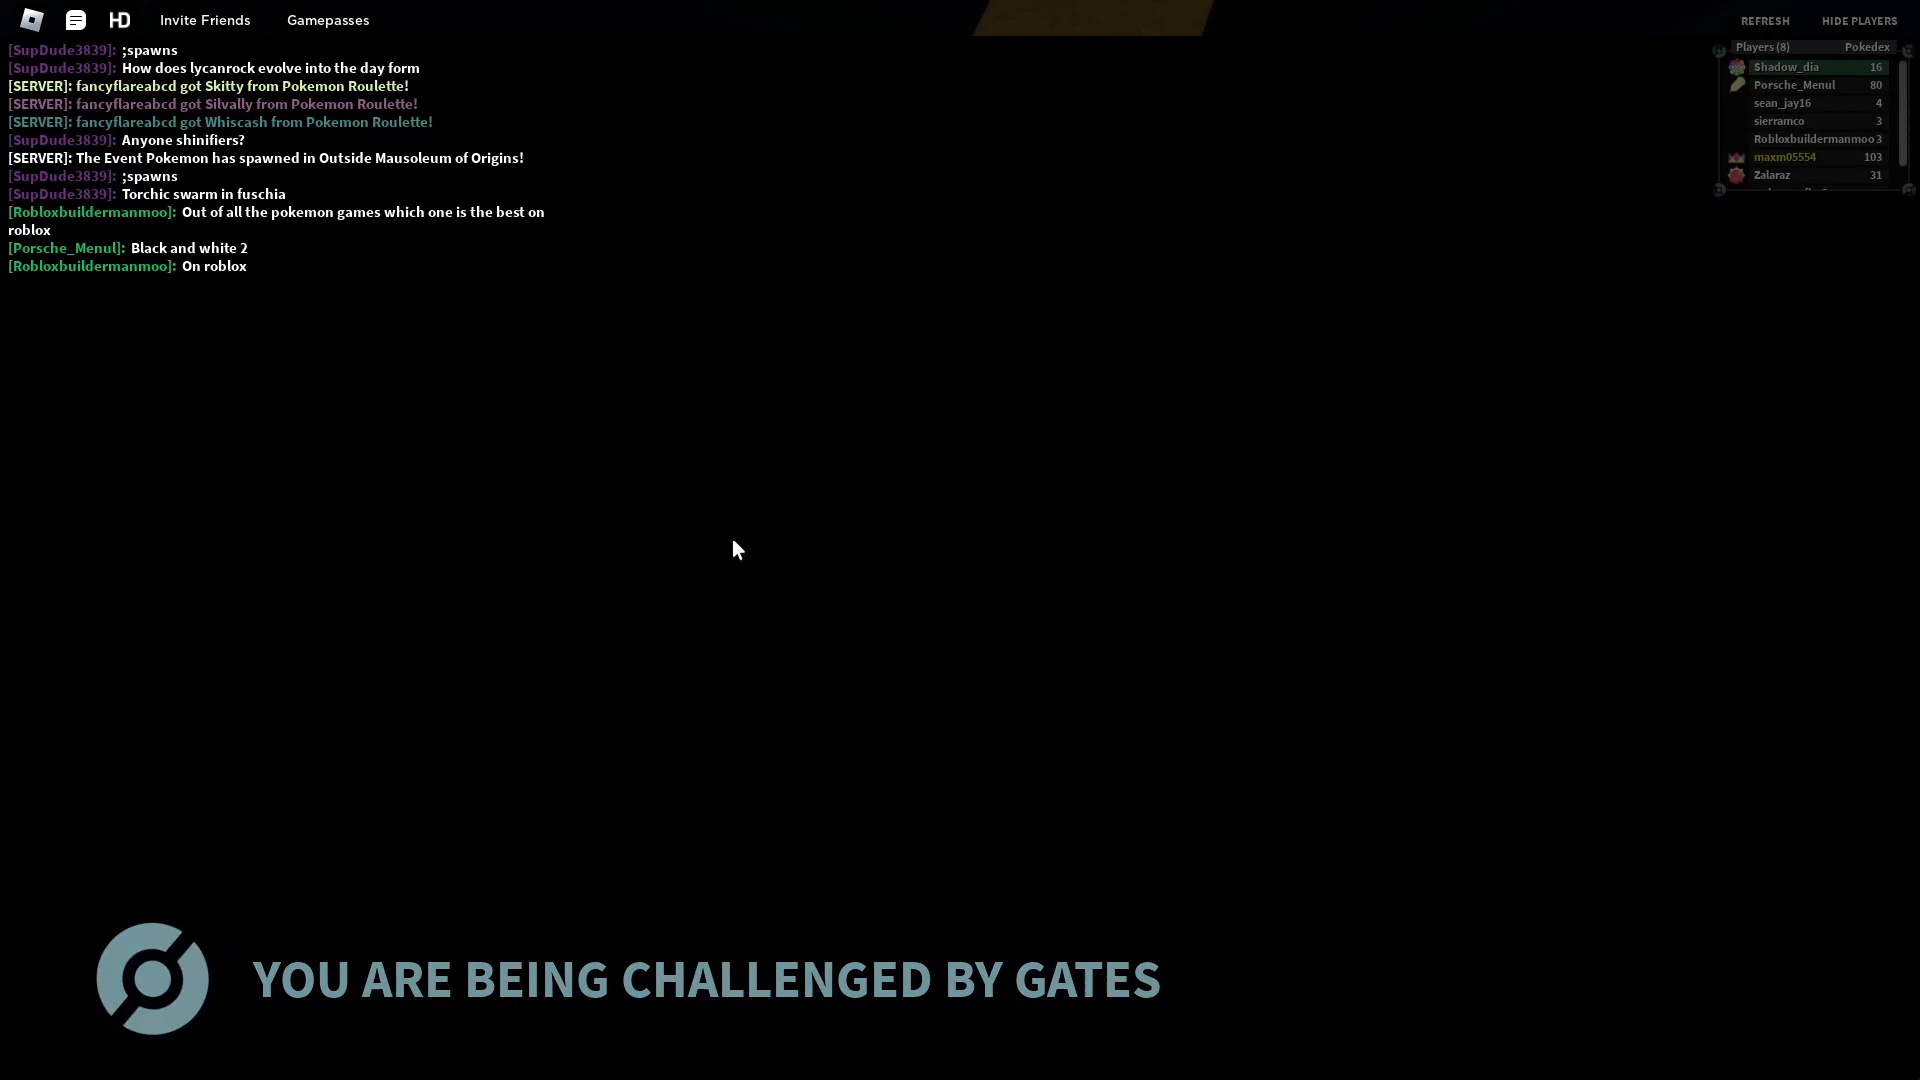 HD Invite Friends Gamepasses REFRESH HIDE PLAYERS
[SupDude3839]: ;spawns
[SupDude3839]: How does lycanrock evolve into the day form
[SERVER]: fancyflareabcd got Skitty from Pokemon Roulette!
[SERVER]: fancyflareabcd got Silvally from Pokemon Roulette!
[SERVER]: fancyflareabcd got Whiscash from Pokemon Roulette!
[SupDude3839]: Anyone shinifiers?
[SERVER]: The Event Pokemon has spawned in Outside Mausoleum of Origins!
[SupDude3839]: ;spawns
[SupDude3839]: Torchic swarm in fuschia
[Robloxbuildermanmoo]: Out of all the pokemon games which one is the best on
roblox
[Porsche_Menul]: Black and white 2
[Robloxbuildermanmoo]: On roblox
Players (8) Pokedex
Shadow_dia 16
Porsche_Menul 80
sean_jay16 4
sierramco 3
Robloxbuildermanmoo 3
maxm05554 103
Zalaraz 31
YOU ARE BEING CHALLENGED BY GATES